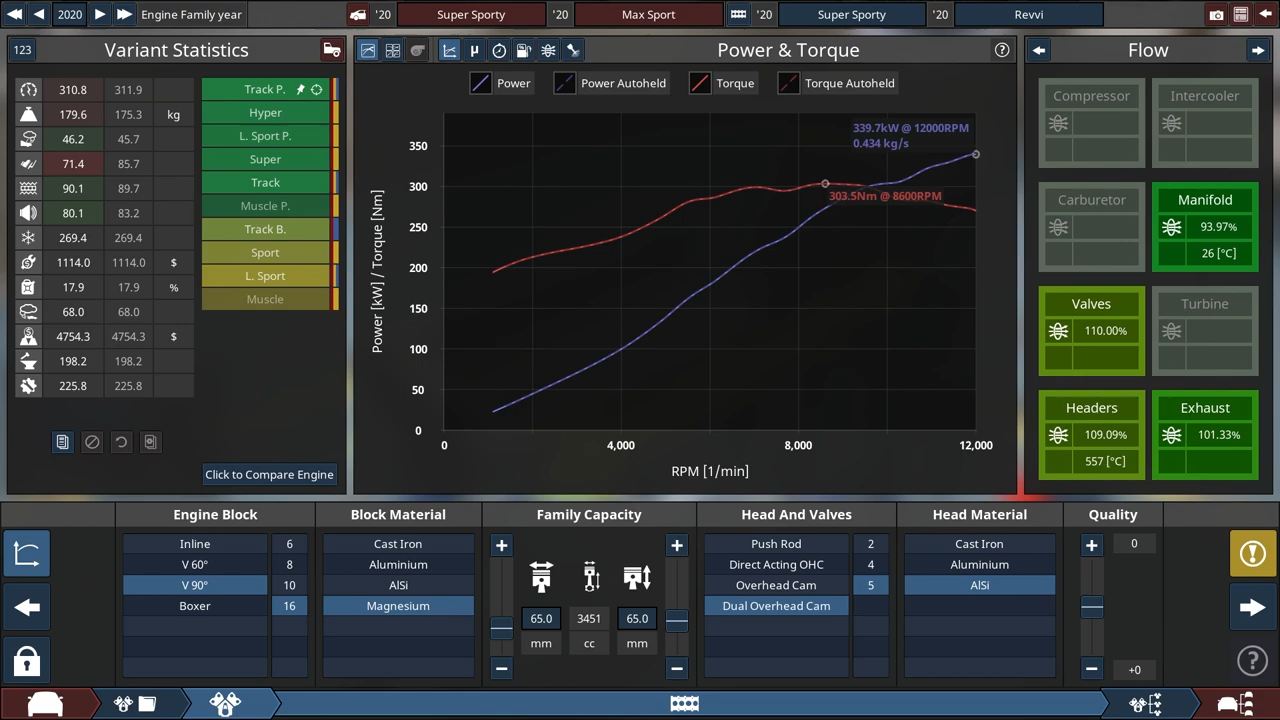 2020 Engine Family year '20 Super Sporty '20 Max Sport '20 Super Sporty '20 Revvi
123 Variant Statistics
310.8 311.9
179.6 175.3 kg
46.2 45.7
71.4 85.7
90.1 89.7
80.1 83.2
269.4 238.0
1114.0 1114.0 $
17.9 17.9 %
68.0 68.0
4754.3 4754.3 $
198.2 198.2
225.8 225.8
Track P.
Hyper
L. Sport P.
Super
Track
Muscle P.
Track B.
Sport
L. Sport
Muscle
Click to Compare Engine
μ Power & Torque ?
Power Power Autoheld Torque Torque Autoheld
339.7kW @ 12000RPM
0.434 kg/s
303.5Nm @ 8600RPM
Power [kW] / Torque [Nm]
350
300
250
200
150
100
50
0
0 4,000 8,000 12,000
RPM [1/min]
Flow
Compressor Intercooler
Carburetor Manifold
93.97%
26 [°C]
Valves Turbine
110.00%
Headers Exhaust
109.09% 101.33%
557 [°C]
Engine Block
Inline 6
V 60° 8
V 90° 10
Boxer 16
Block Material
Cast Iron
Aluminium
AlSi
Magnesium
Family Capacity
+ +
65.0 3451 65.0
mm cc mm
Head And Valves
Push Rod 2
Direct Acting OHC 4
Overhead Cam 5
Dual Overhead Cam
Head Material
Cast Iron
Aluminium
AlSi
Quality
+ 0
+0
?